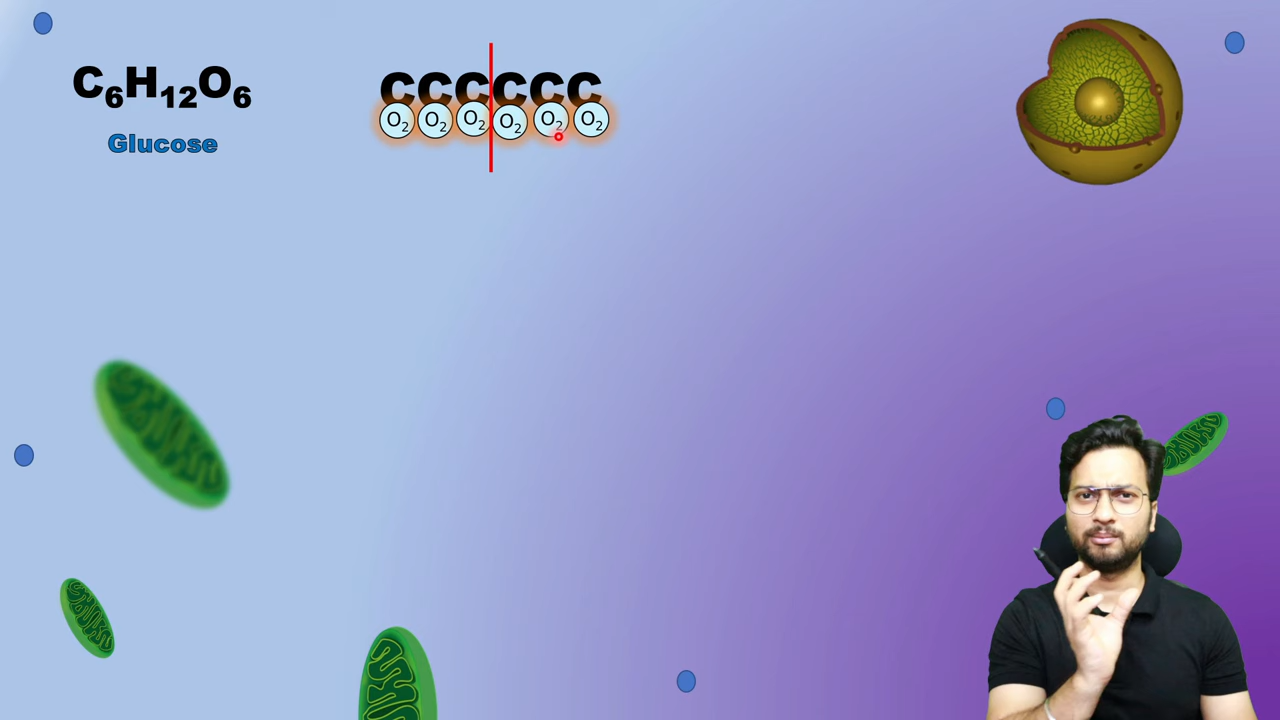 C₆H₁₂O₆
Glucose
CCCCCC
O₂ O₂ O₂ O₂ O₂ O₂